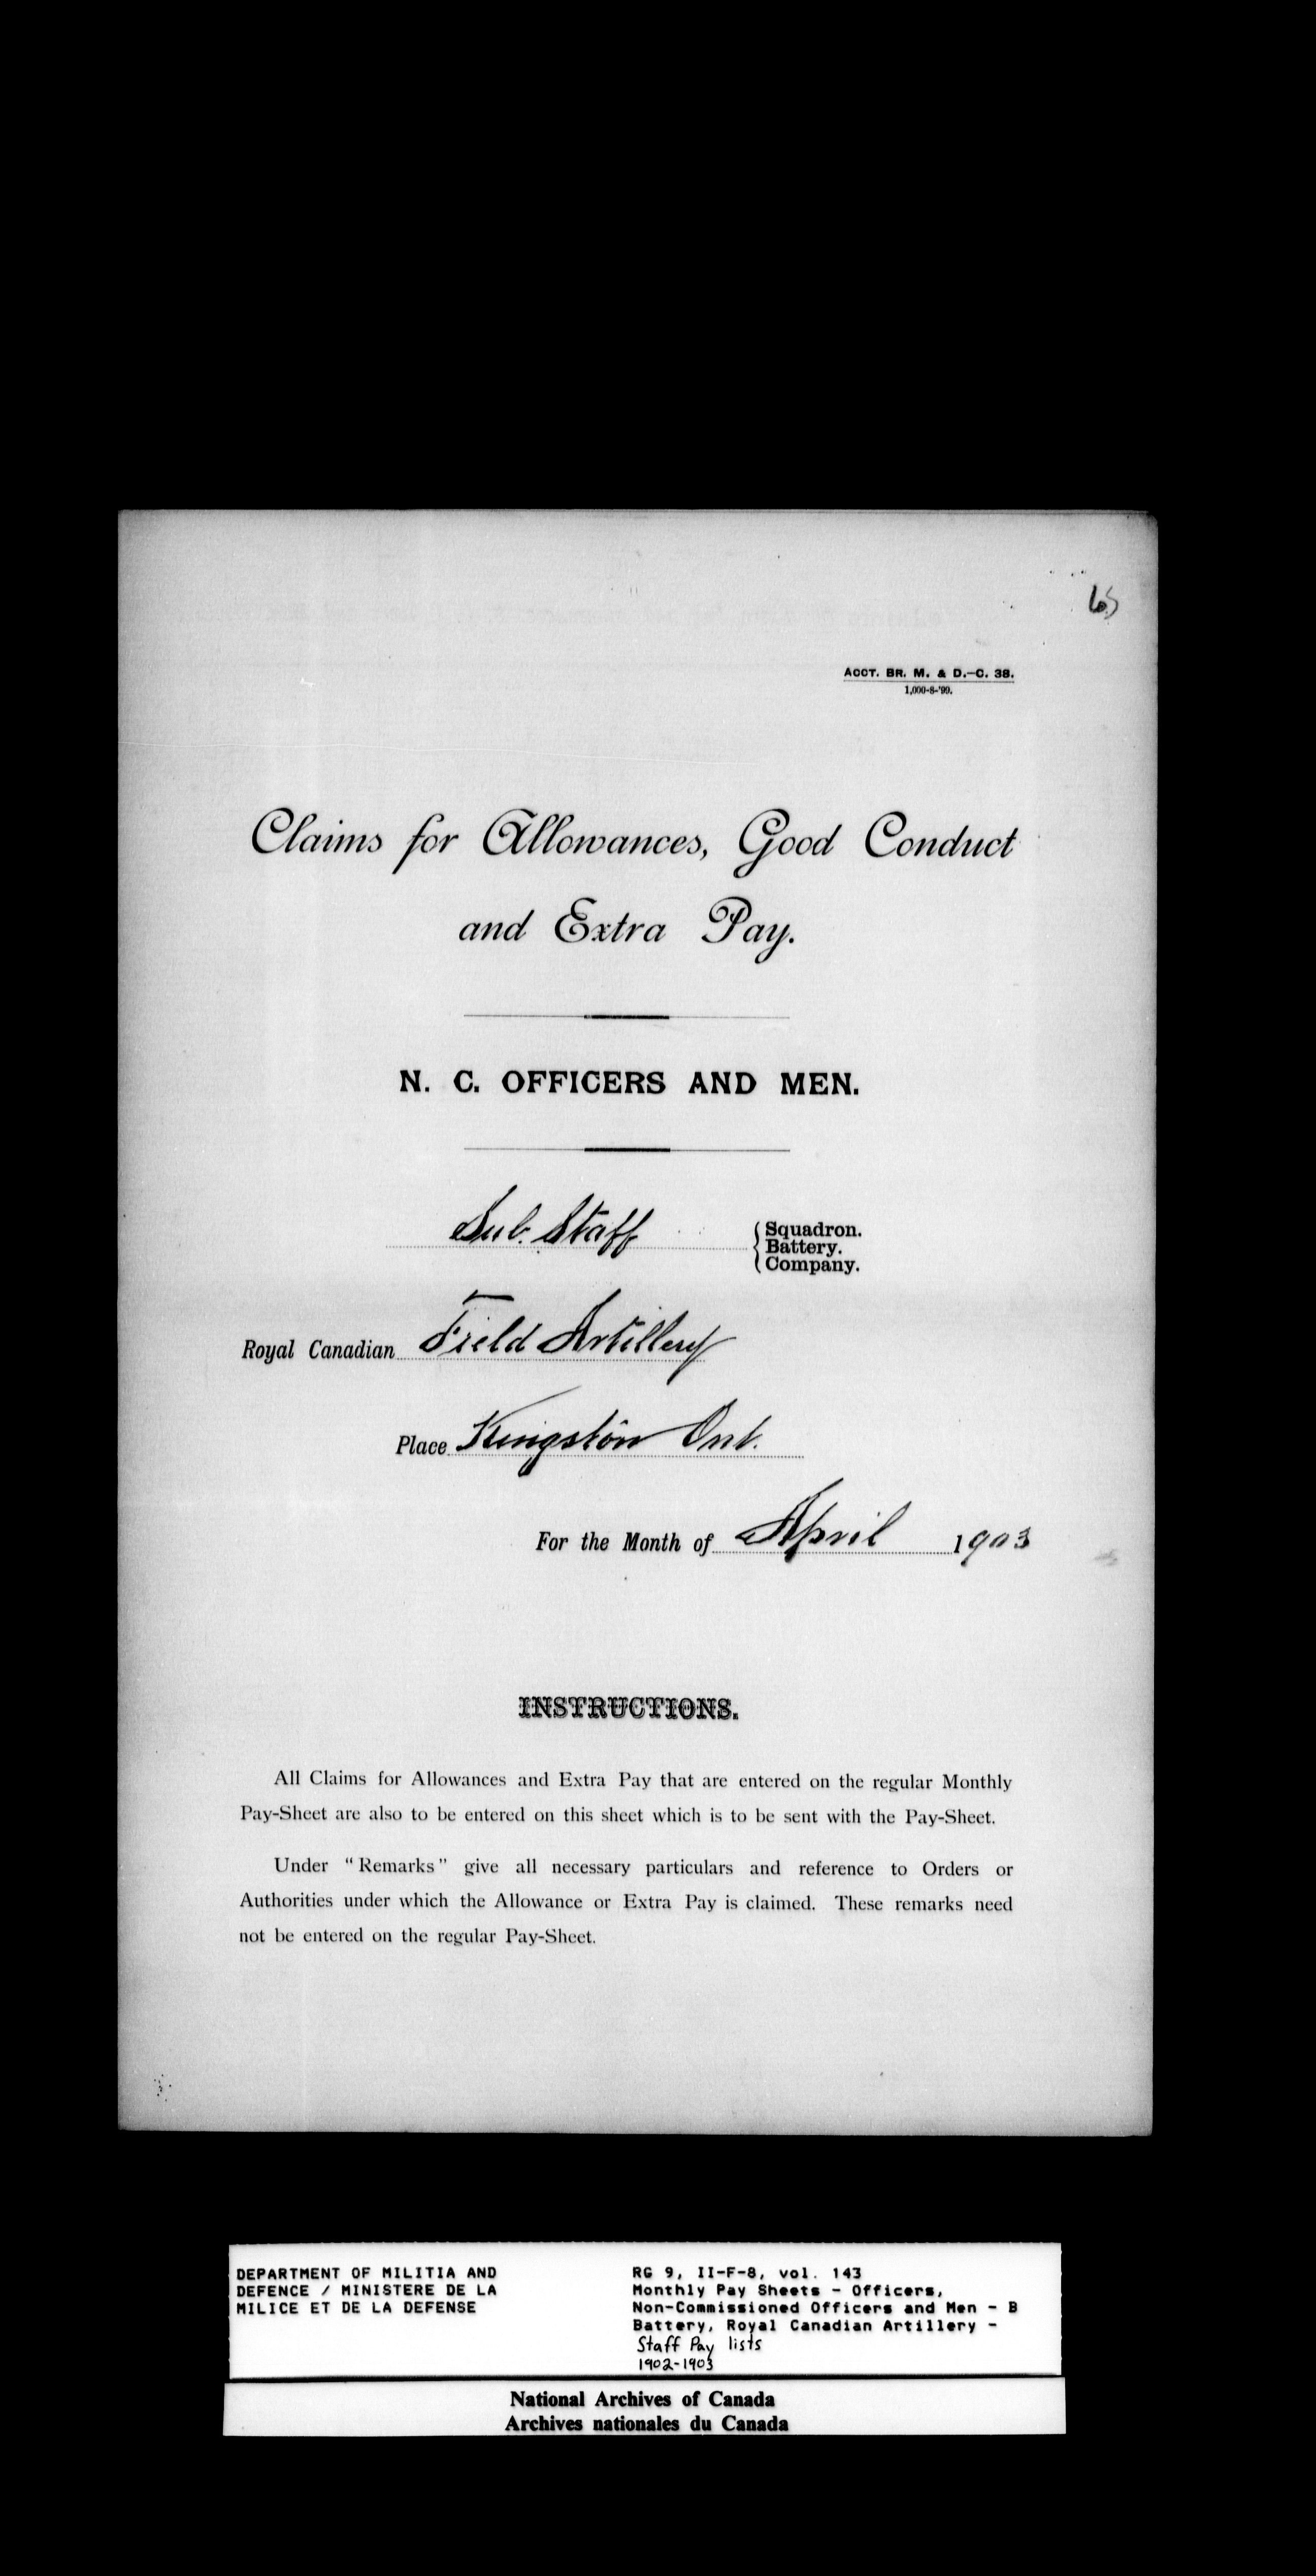 65
ACCT. BR. M. & D.-C. 38.
1,000-8-'99.
Claims for Allowances, Good Conduct
and Extra Pay.
N. C. OFFICERS AND MEN.
Sub. Staff { Squadron.
Battery.
Company.
Royal Canadian Field Artillery
Place Kingston Ont.
For the Month of April 1903
INSTRUCTIONS.
All Claims for Allowances and Extra Pay that are entered on the regular Monthly
Pay-Sheet are also to be entered on this sheet which is to be sent with the Pay-Sheet.
Under "Remarks" give all necessary particulars and reference to Orders or
Authorities under which the Allowance or Extra Pay is claimed. These remarks need
not be entered on the regular Pay-Sheet.
DEPARTMENT OF MILITIA AND
DEFENCE / MINISTERE DE LA
MILICE ET DE LA DEFENSE
RG 9, II-F-8, vol. 143
Monthly Pay Sheets - Officers,
Non-Commissioned Officers and Men - B
Battery, Royal Canadian Artillery -
Staff Pay lists
1902-1903
National Archives of Canada
Archives nationales du Canada